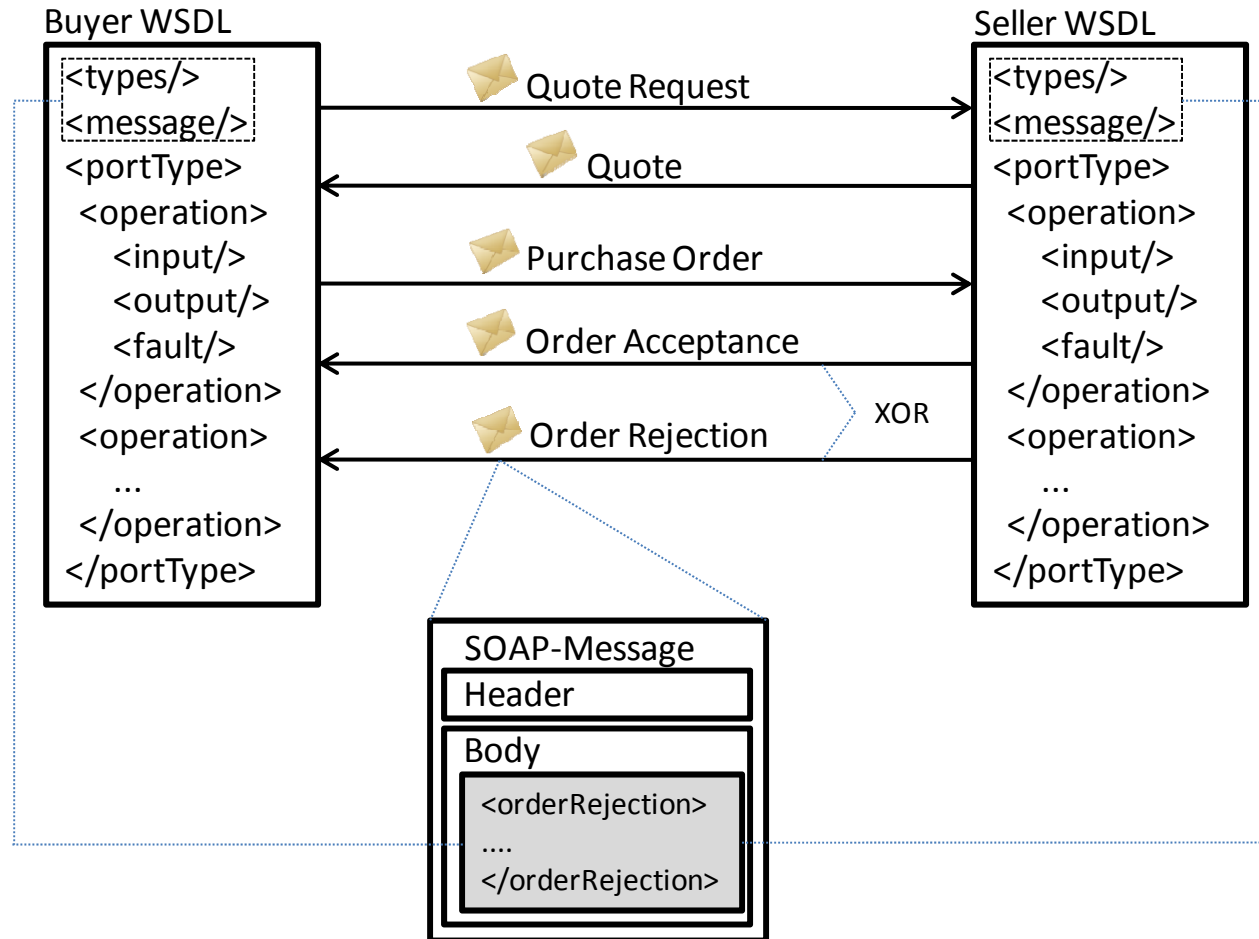 Buyer WSDL
<types/>
<message/>
<portType>
<operation>
<input/>
<output/>
<fault/>
</operation>
<operation>
...
</operation>
</portType>
Quote Request
Quote
Purchase Order
Order Acceptance
XOR
Order Rejection
Seller WSDL
<types/>
<message/>
<portType>
<operation>
<input/>
<output/>
<fault/>
</operation>
<operation>
...
</operation>
</portType>
SOAP-Message
Header
Body
<orderRejection>
....
</orderRejection>